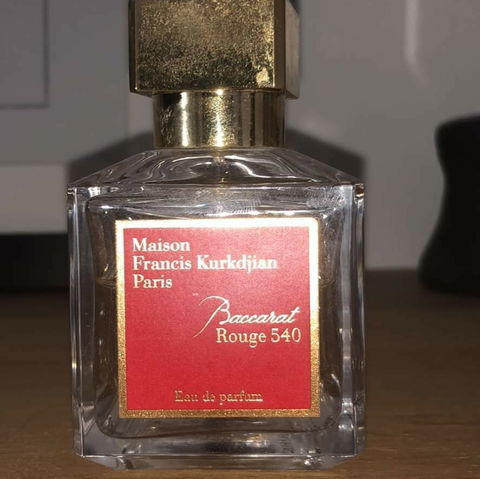 Maison
Francis Kurkdjian
Paris
Baccarat
Rouge 540
Eau de parfum